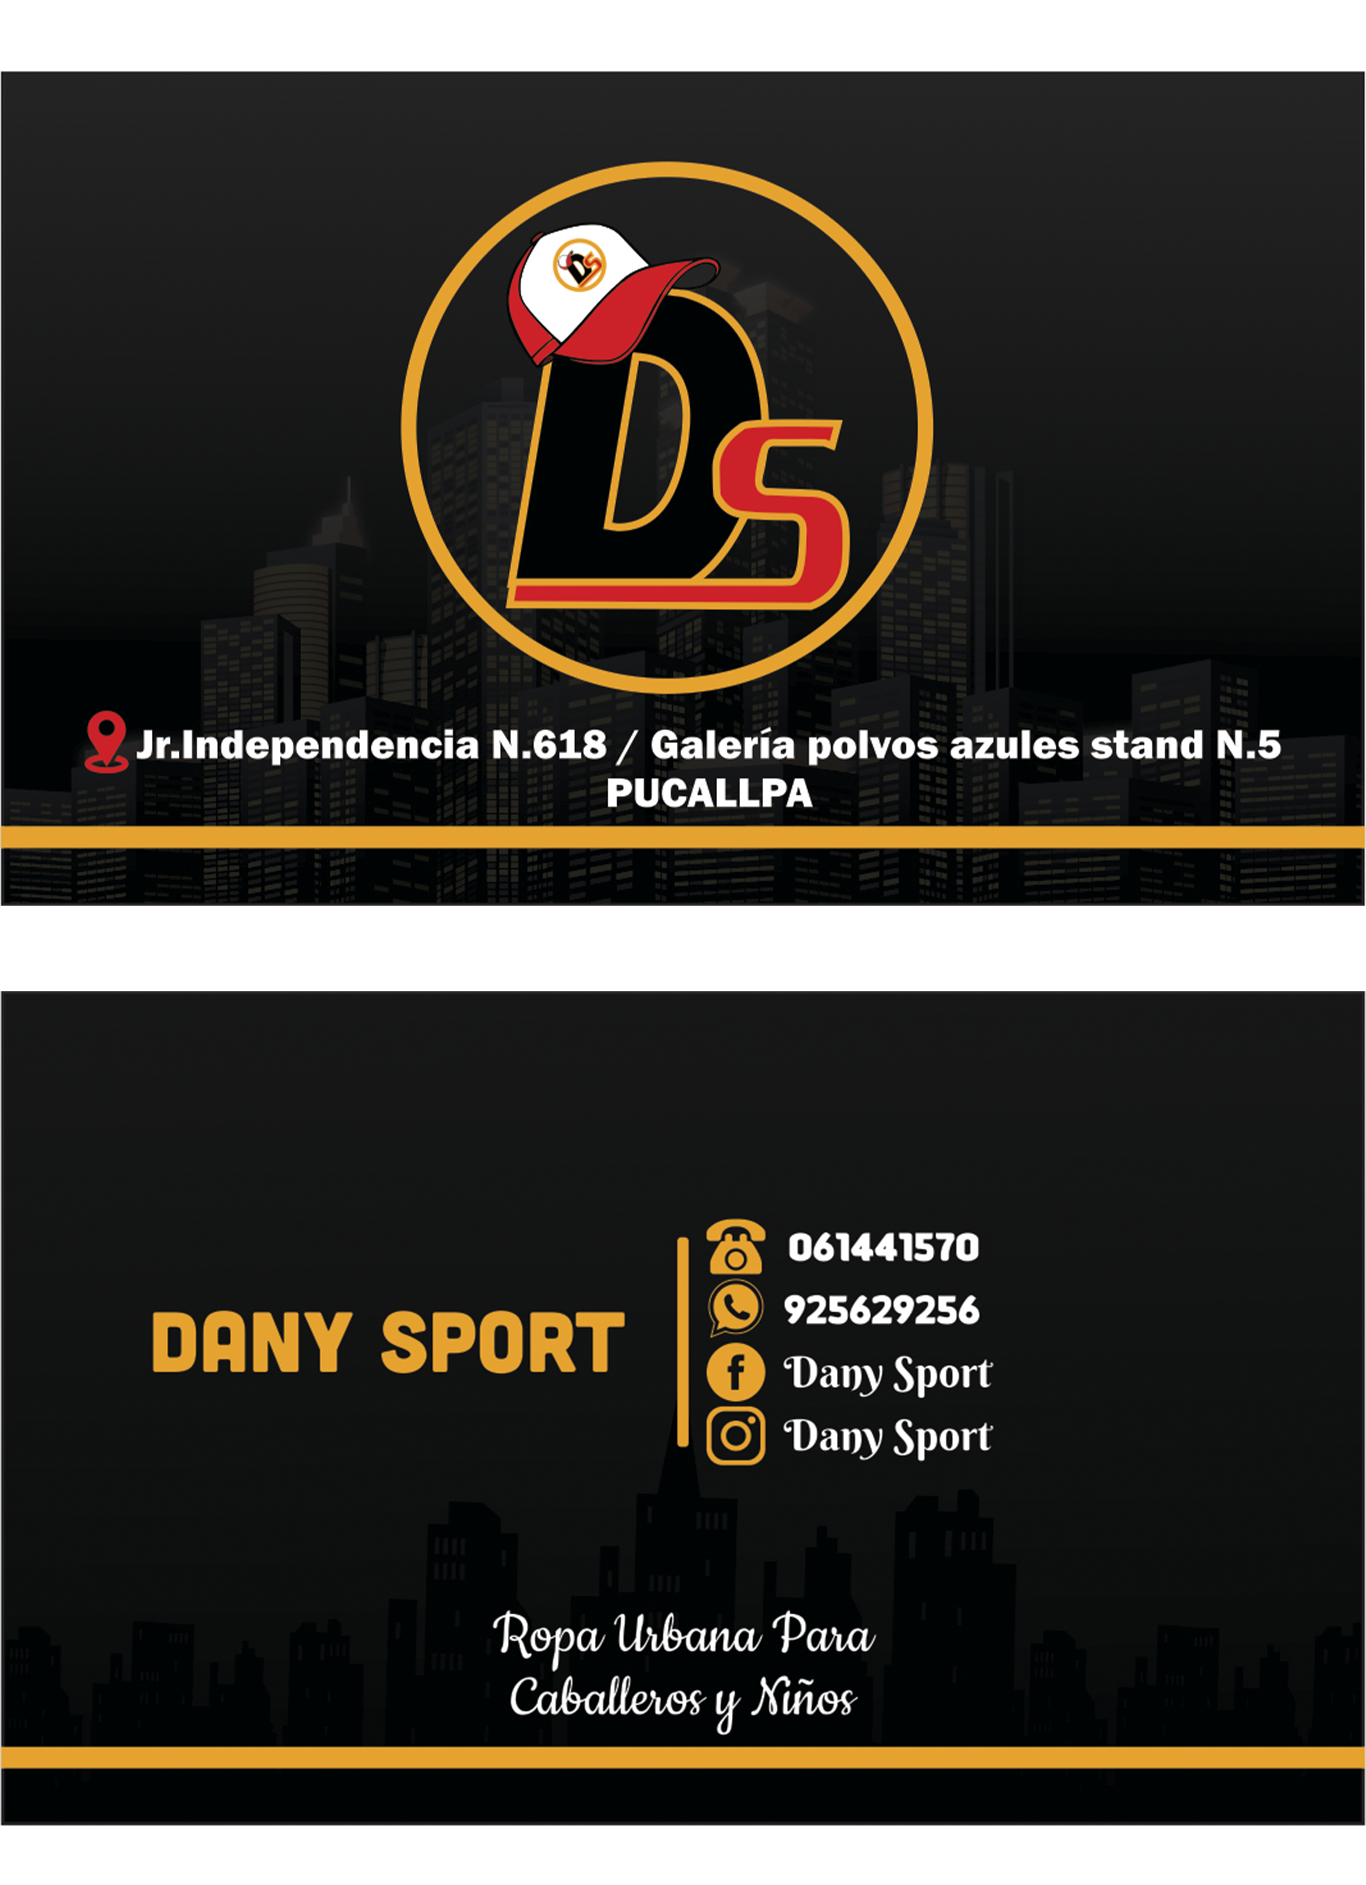 Ds
Ds
Jr.Independencia N.618 / Galería polvos azules stand N.5
PUCALLPA
DANY SPORT
061441570
925629256
Dany Sport
Dany Sport
Ropa Urbana Para
Caballeros y Niños